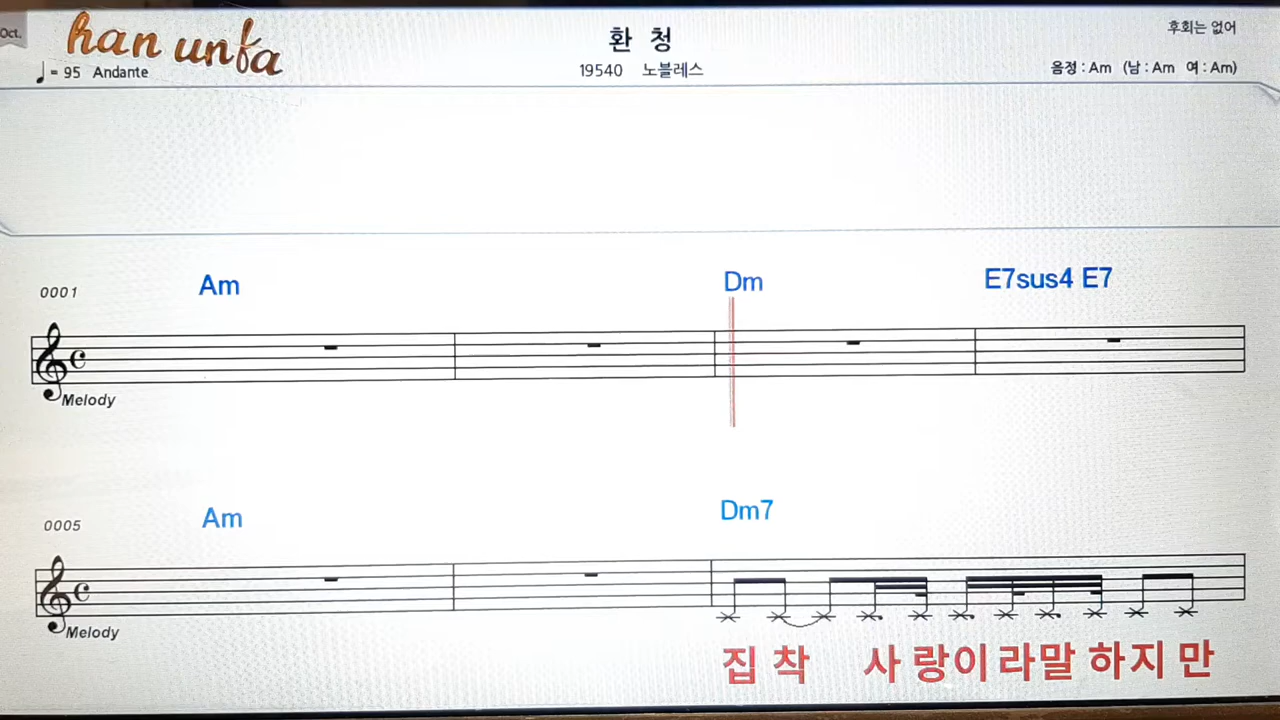 Oct.
han unfa
환 청
후회는 없어
♩ = 95 Andante
19540 노블레스
음정 : Am (남 : Am 여 : Am)
0001 Am Dm E7sus4 E7
Melody
0005 Am Dm7
Melody
집 착 사 랑이 라말 하지 만